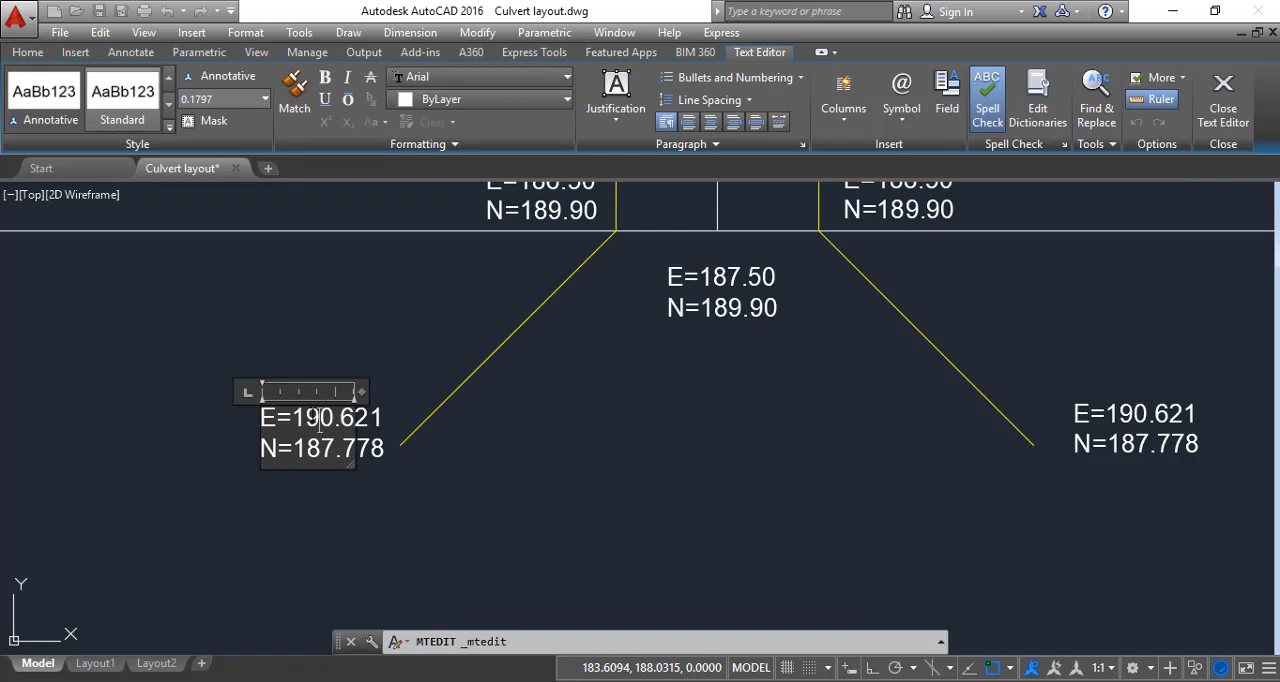 Autodesk AutoCAD 2016 Culvert layout.dwg
Type a keyword or phrase
Sign In
File Edit View Insert Format Tools Draw Dimension Modify Parametric Window Help Express
Home Insert Annotate Parametric View Manage Output Add-ins A360 Express Tools Featured Apps BIM 360 Text Editor
AaBb123
AaBb123
Annotative
Standard
Annotative
0.1797
Mask
Style
Match
Arial
ByLayer
Clear
Formatting
Justification
Bullets and Numbering
Line Spacing
Paragraph
Columns
Symbol
Field
Insert
Spell Check
Edit Dictionaries
Spell Check
Find & Replace
Tools
More
Ruler
Options
Close Text Editor
Close
Start
Culvert layout*
[−][Top][2D Wireframe]
E=188.50
N=189.90
E=188.50
N=189.90
E=187.50
N=189.90
E=190.621
N=187.778
E=190.621
N=187.778
Y
X
MTEDIT _mtedit
Model Layout1 Layout2
183.6094, 188.0315, 0.0000 MODEL
1:1